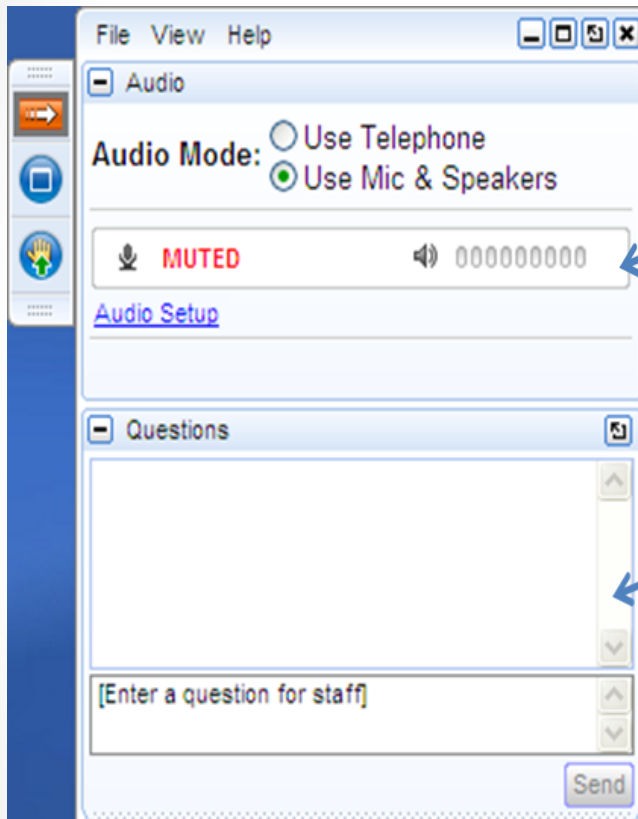 File View Help
Audio
Audio Mode:
Use Telephone
Use Mic & Speakers
MUTED
000000000
Audio Setup
Questions
[Enter a question for staff]
Send